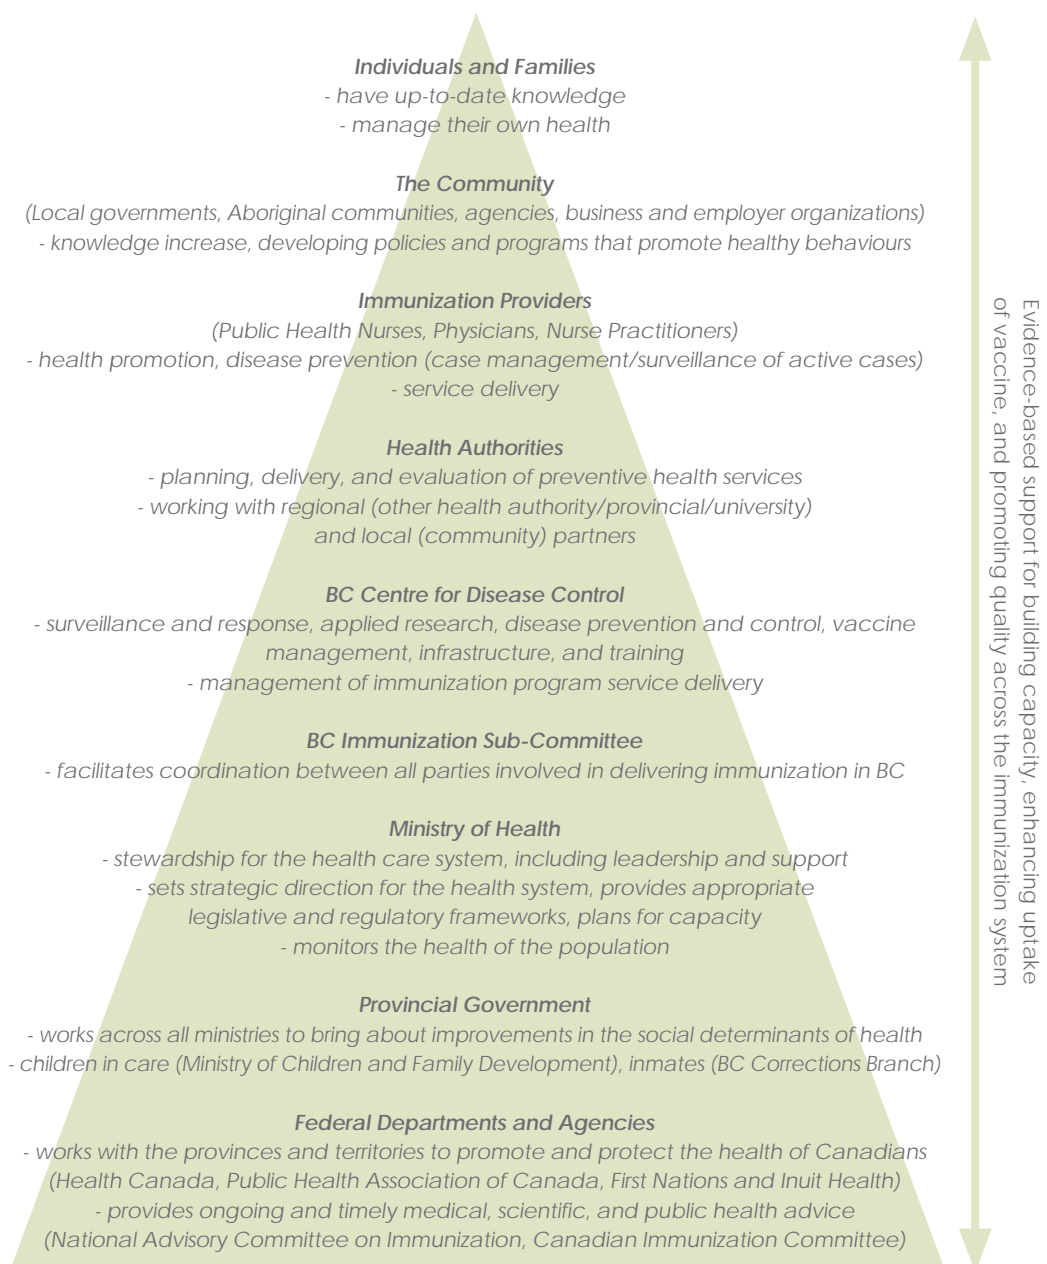 Individuals and Families
- have up-to-date knowledge
- manage their own health
The Community
(Local governments, Aboriginal communities, agencies, business and employer organizations)
- knowledge increase, developing policies and programs that promote healthy behaviours
Immunization Providers
(Public Health Nurses, Physicians, Nurse Practitioners)
- health promotion, disease prevention (case management/surveillance of active cases)
- service delivery
Health Authorities
- planning, delivery, and evaluation of preventive health services
- working with regional (other health authority/provincial/university)
and local (community) partners
BC Centre for Disease Control
- surveillance and response, applied research, disease prevention and control, vaccine
management, infrastructure, and training
- management of immunization program service delivery
BC Immunization Sub-Committee
- facilitates coordination between all parties involved in delivering immunization in BC
Ministry of Health
- stewardship for the health care system, including leadership and support
- sets strategic direction for the health system, provides appropriate
legislative and regulatory frameworks, plans for capacity
- monitors the health of the population
Provincial Government
- works across all ministries to bring about improvements in the social determinants of health
- children in care (Ministry of Children and Family Development), inmates (BC Corrections Branch)
Federal Departments and Agencies
- works with the provinces and territories to promote and protect the health of Canadians
(Health Canada, Public Health Association of Canada, First Nations and Inuit Health)
- provides ongoing and timely medical, scientific, and public health advice
(National Advisory Committee on Immunization, Canadian Immunization Committee)
Evidence-based support for building capacity, enhancing uptake
of vaccine, and promoting quality across the immunization system